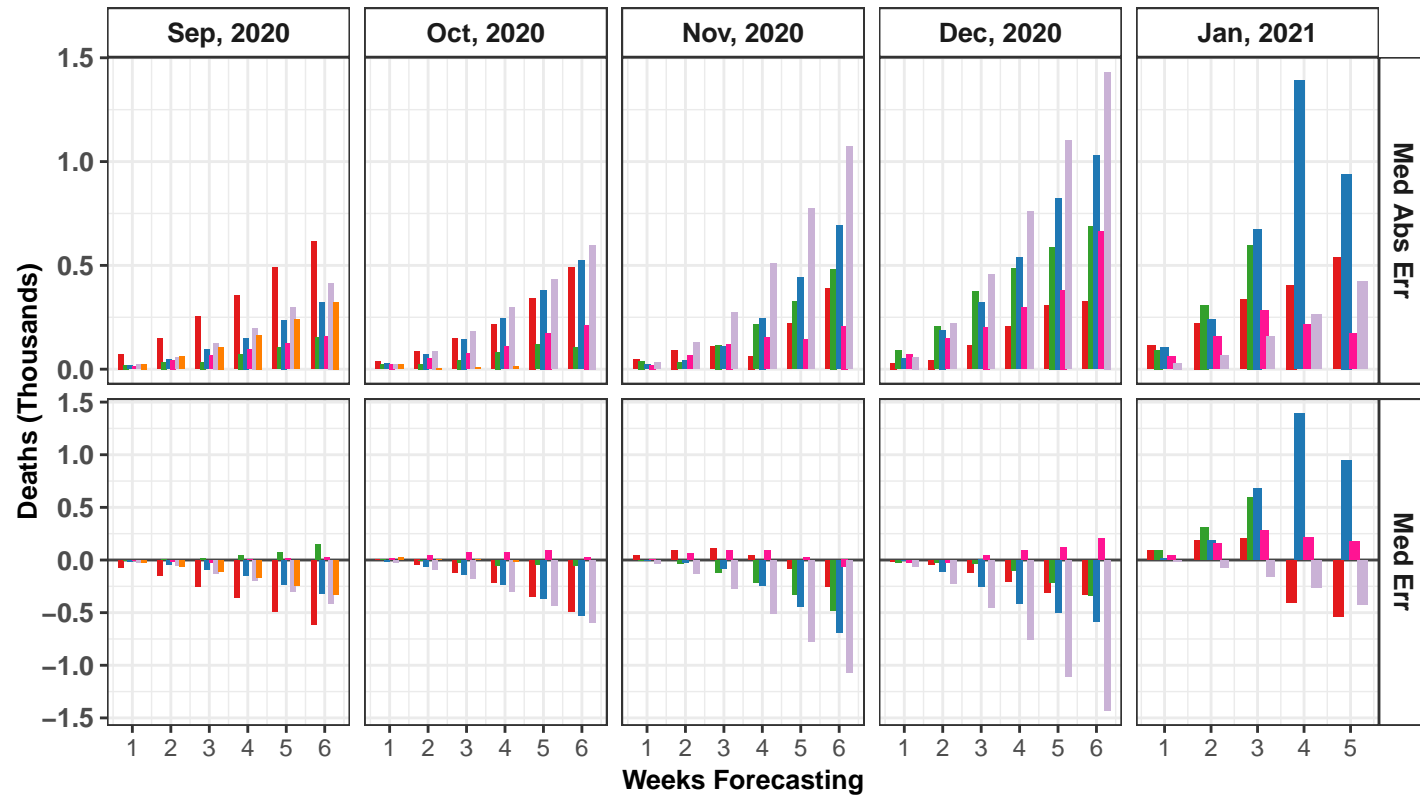 Sep, 2020 Oct, 2020 Nov, 2020 Dec, 2020 Jan, 2021
1.5
1.0
0.5
0.0
Med Abs Err
1.5
1.0
0.5
0.0
−0.5
−1.0
−1.5
Med Err
Deaths (Thousands)
1 2 3 4 5 6 1 2 3 4 5 6 1 2 3 4 5 6 1 2 3 4 5 6 1 2 3 4 5
Weeks Forecasting